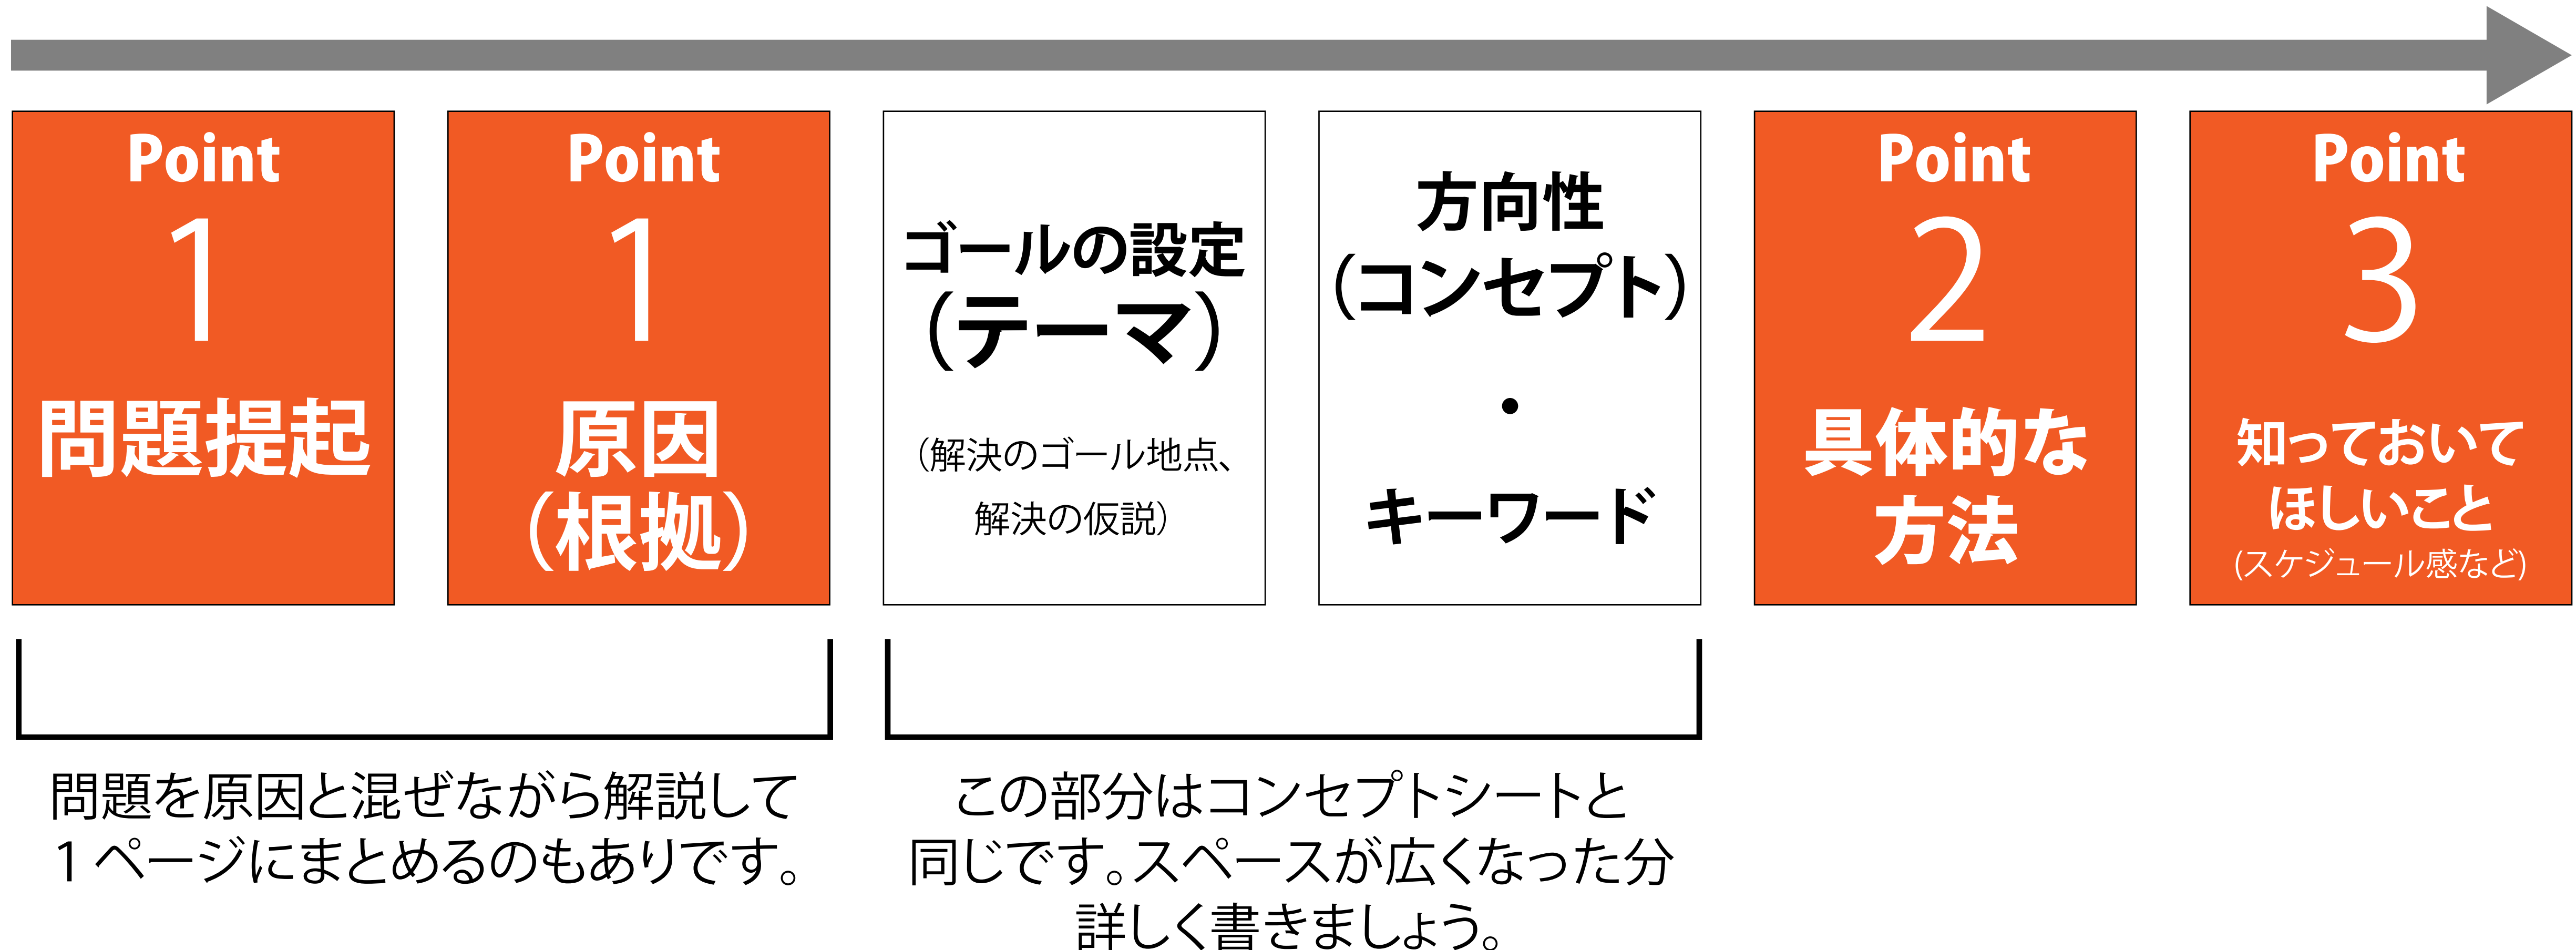 Point
1
問題提起
Point
1
原因
（根拠）
ゴールの設定
（テーマ）
（解決のゴール地点、
解決の仮説）
方向性
（コンセプト）
・
キーワード
Point
2
具体的な
方法
Point
3
知っておいて
ほしいこと
(スケジュール感など)
問題を原因と混ぜながら解説して
1 ページにまとめるのもありです。
この部分はコンセプトシートと
同じです。スペースが広くなった分
詳しく書きましょう。